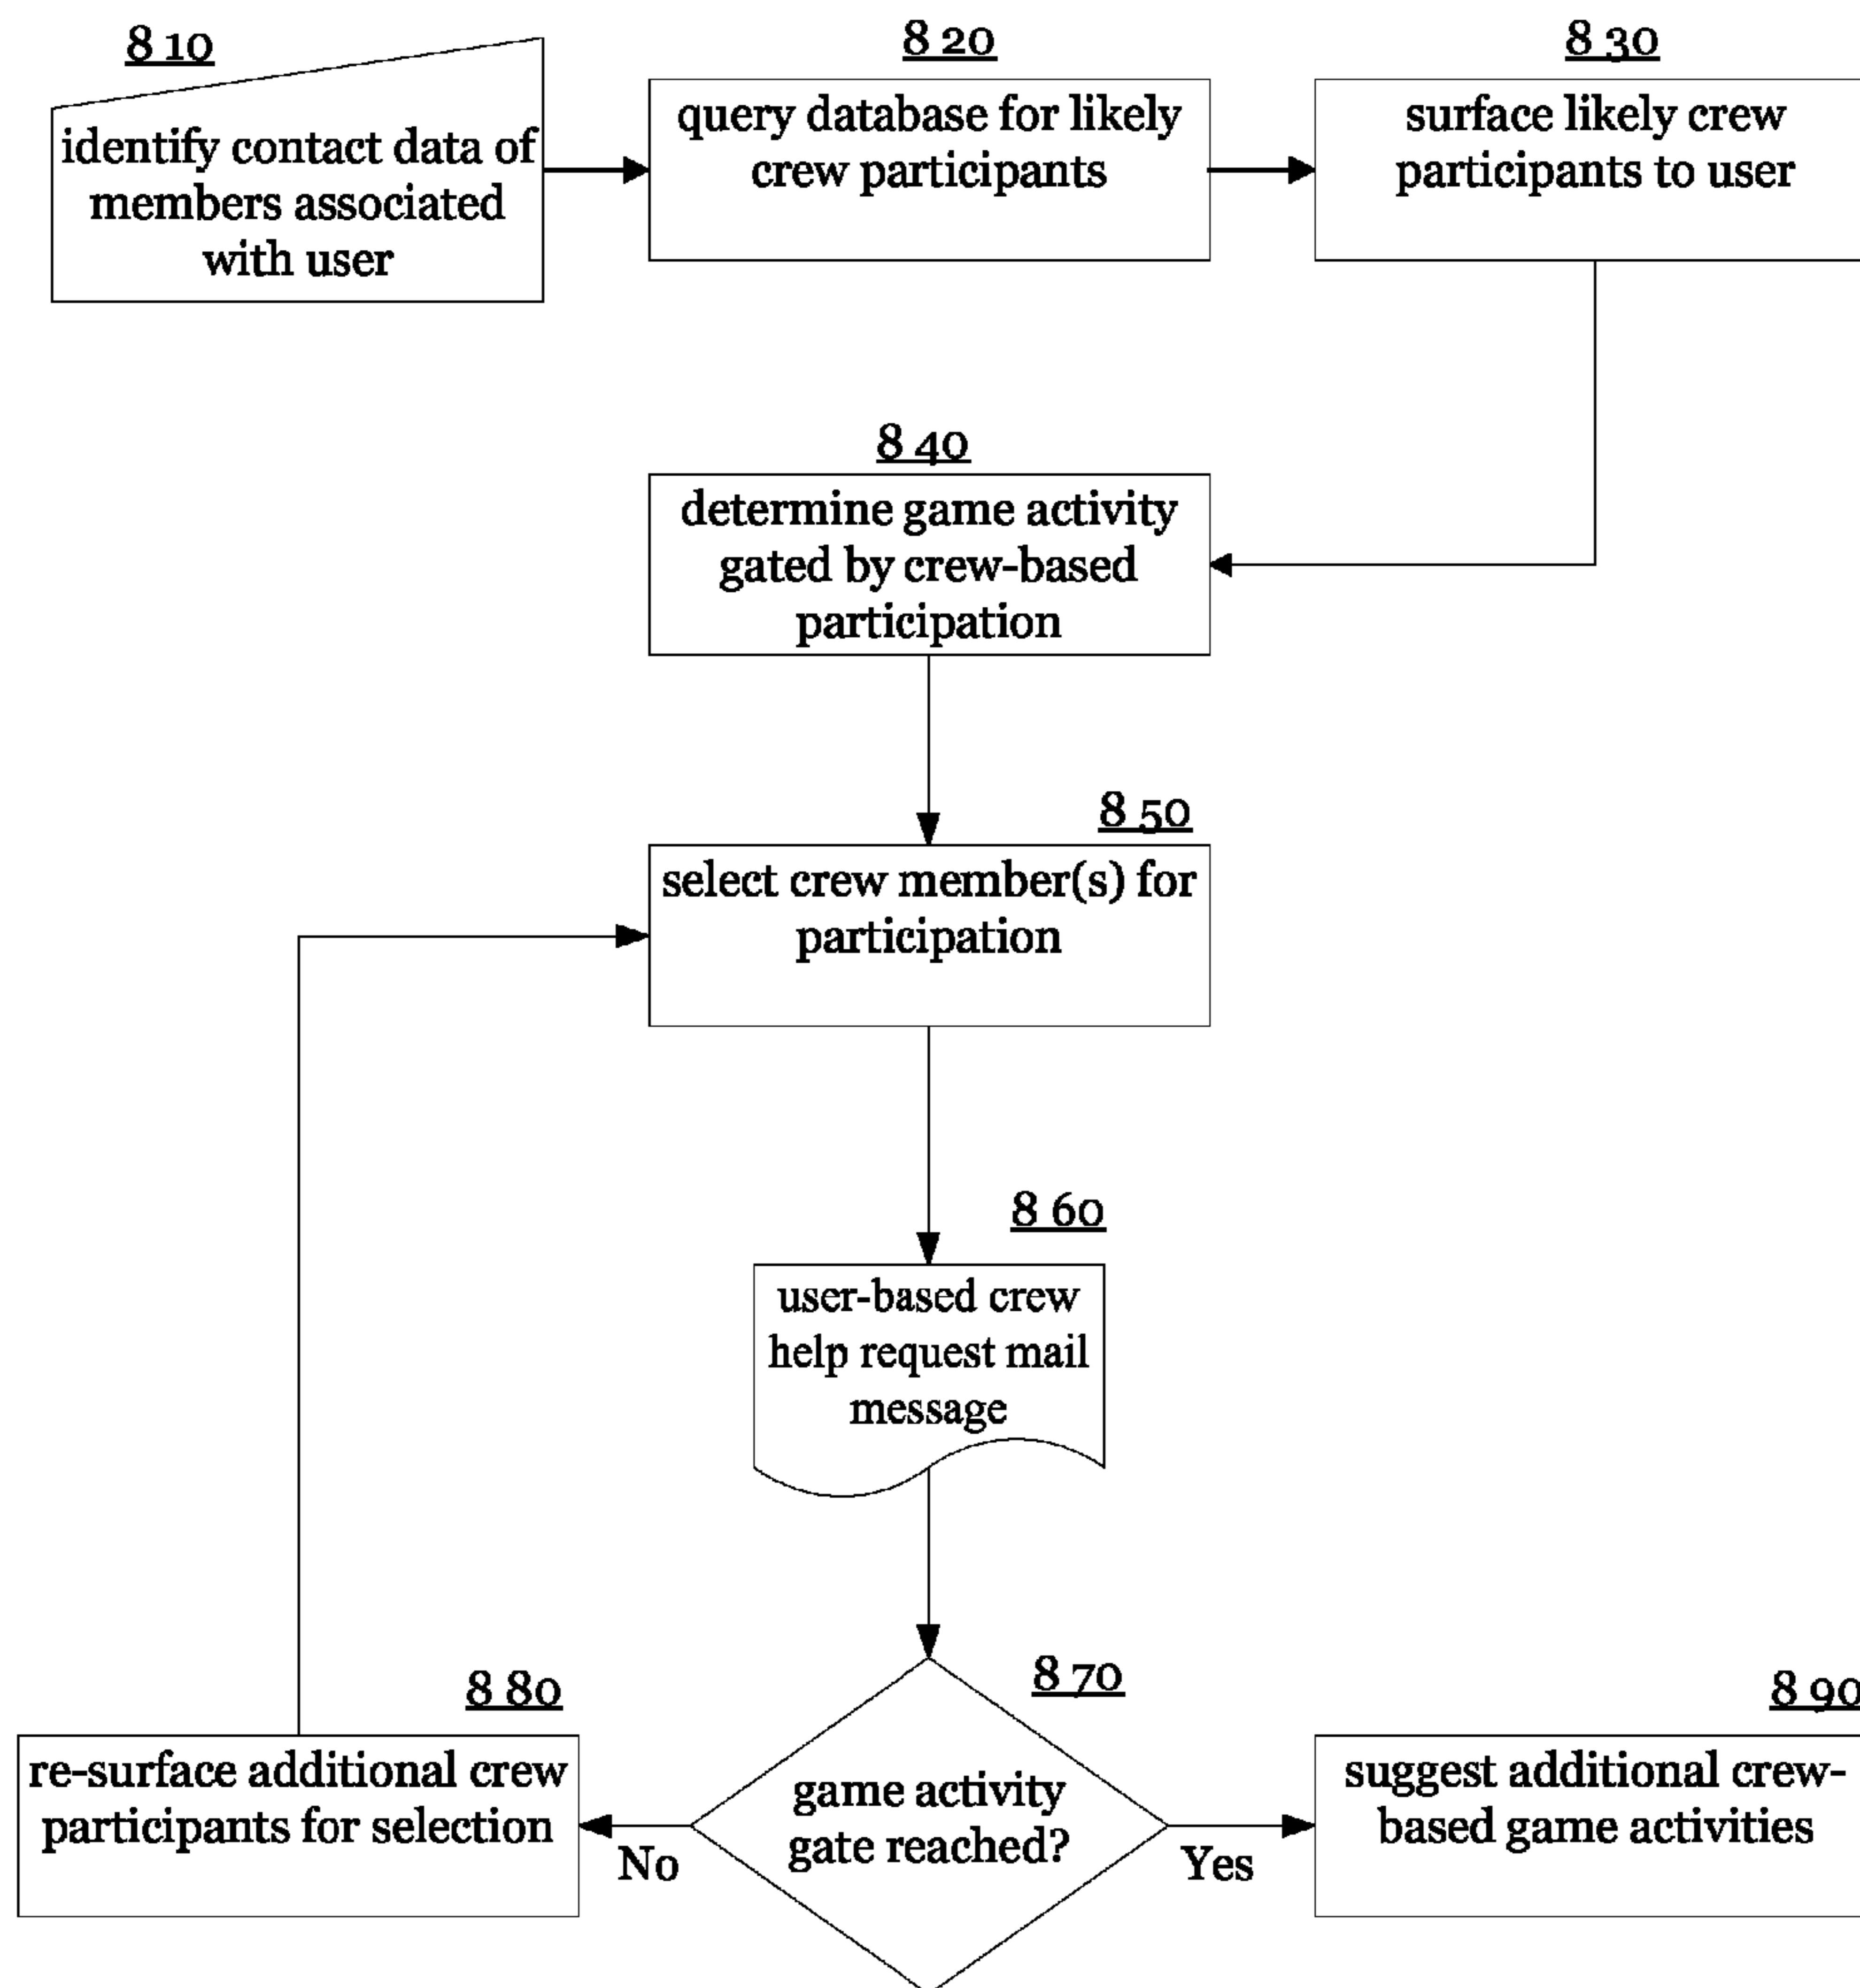 8 10
identify contact data of
members associated
with user
8 20
query database for likely
crew participants
8 30
surface likely crew
participants to user
8 40
determine game activity
gated by crew-based
participation
8 50
select crew member(s) for
participation
8 60
user-based crew
help request mail
message
8 70
game activity
gate reached?
No
Yes
8 80
re-surface additional crew
participants for selection
8 90
suggest additional crew-
based game activities